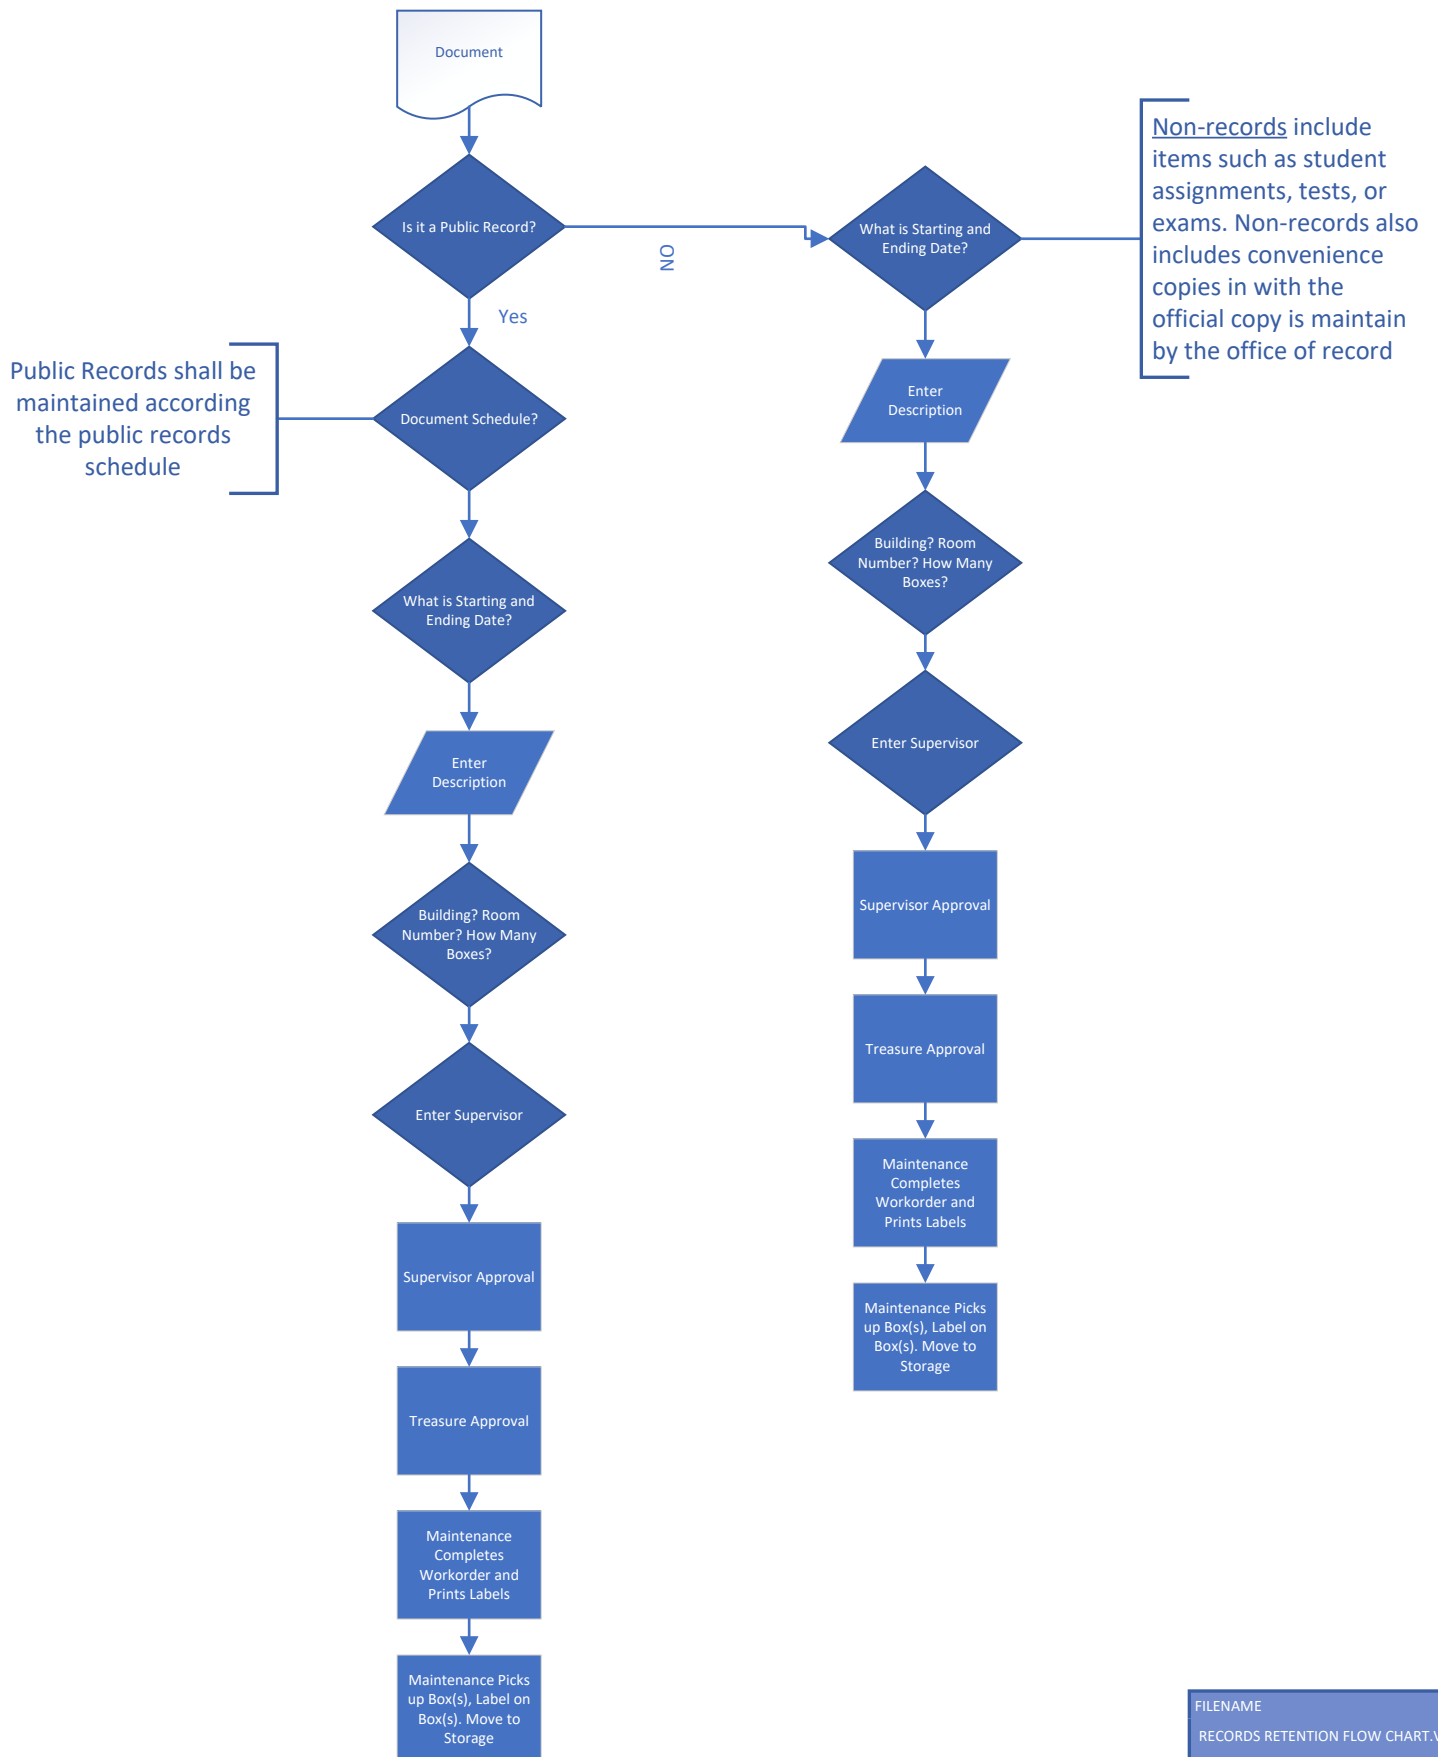 Document
Is it a Public Record?
NO
Yes
Public Records shall be
maintained according
the public records
schedule
Document Schedule?
What is Starting and
Ending Date?
Enter
Description
Building? Room
Number? How Many
Boxes?
Enter Supervisor
Supervisor Approval
Treasure Approval
Maintenance
Completes
Workorder and
Prints Labels
Maintenance Picks
up Box(s), Label on
Box(s). Move to
Storage
What is Starting and
Ending Date?
Non-records include
items such as student
assignments, tests, or
exams. Non-records also
includes convenience
copies in with the
official copy is maintain
by the office of record
Enter
Description
Building? Room
Number? How Many
Boxes?
Enter Supervisor
Supervisor Approval
Treasure Approval
Maintenance
Completes
Workorder and
Prints Labels
Maintenance Picks
up Box(s), Label on
Box(s). Move to
Storage
FILENAME
RECORDS RETENTION FLOW CHART.V